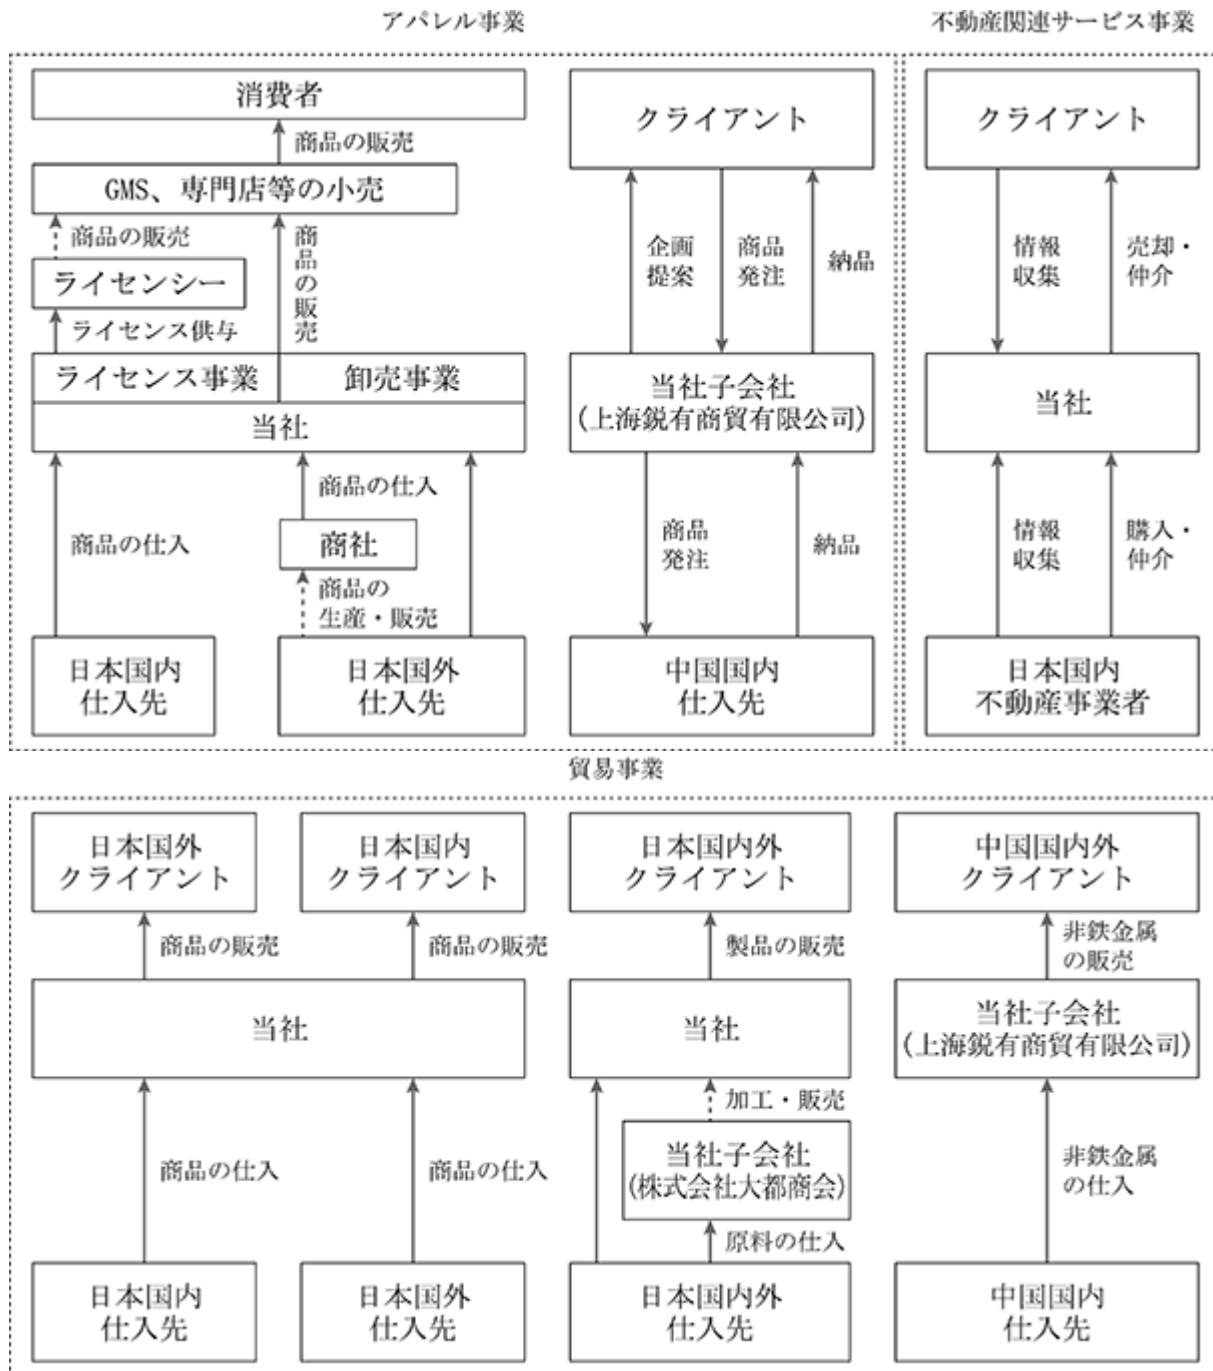 アパレル事業
消費者
商品の販売
GMS、専門店等の小売
商品の販売
商品の販売
ライセンシー
ライセンス供与
ライセンス事業
卸売事業
当社
商品の仕入
商品の仕入
商社
商品の
生産・販売
日本国内
仕入先
日本国外
仕入先
クライアント
企画
提案
商品
発注
納品
当社子会社
(上海鋭有商貿有限公司)
商品
発注
納品
中国国内
仕入先
不動産関連サービス事業
クライアント
情報
収集
売却・
仲介
当社
情報
収集
購入・
仲介
日本国内
不動産事業者
貿易事業
日本国外
クライアント
商品の販売
日本国内
クライアント
商品の販売
当社
商品の仕入
商品の仕入
日本国内
仕入先
日本国外
仕入先
日本国内外
クライアント
製品の販売
当社
加工・販売
当社子会社
(株式会社大都商会)
原料の仕入
日本国内外
仕入先
中国国内外
クライアント
非鉄金属
の販売
当社子会社
(上海鋭有商貿有限公司)
非鉄金属
の仕入
中国国内
仕入先